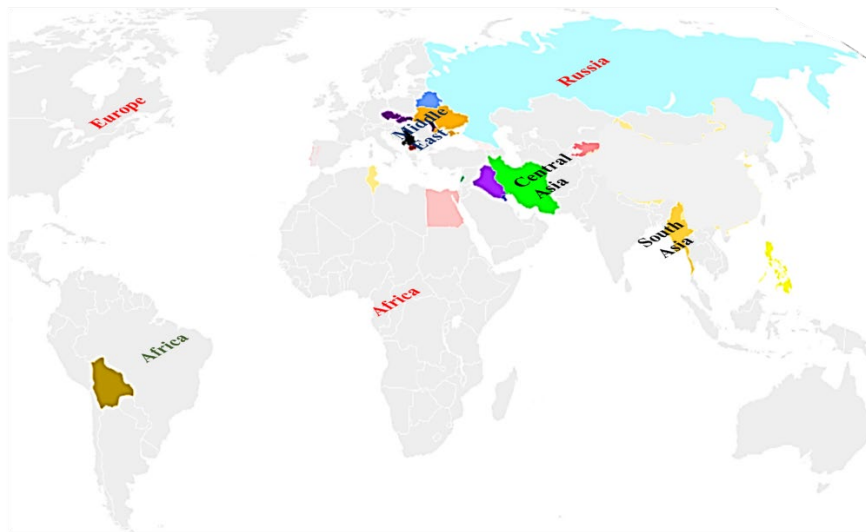 Russia
Europe
Middle
East
Central
Asia
South
Asia
Africa
Africa